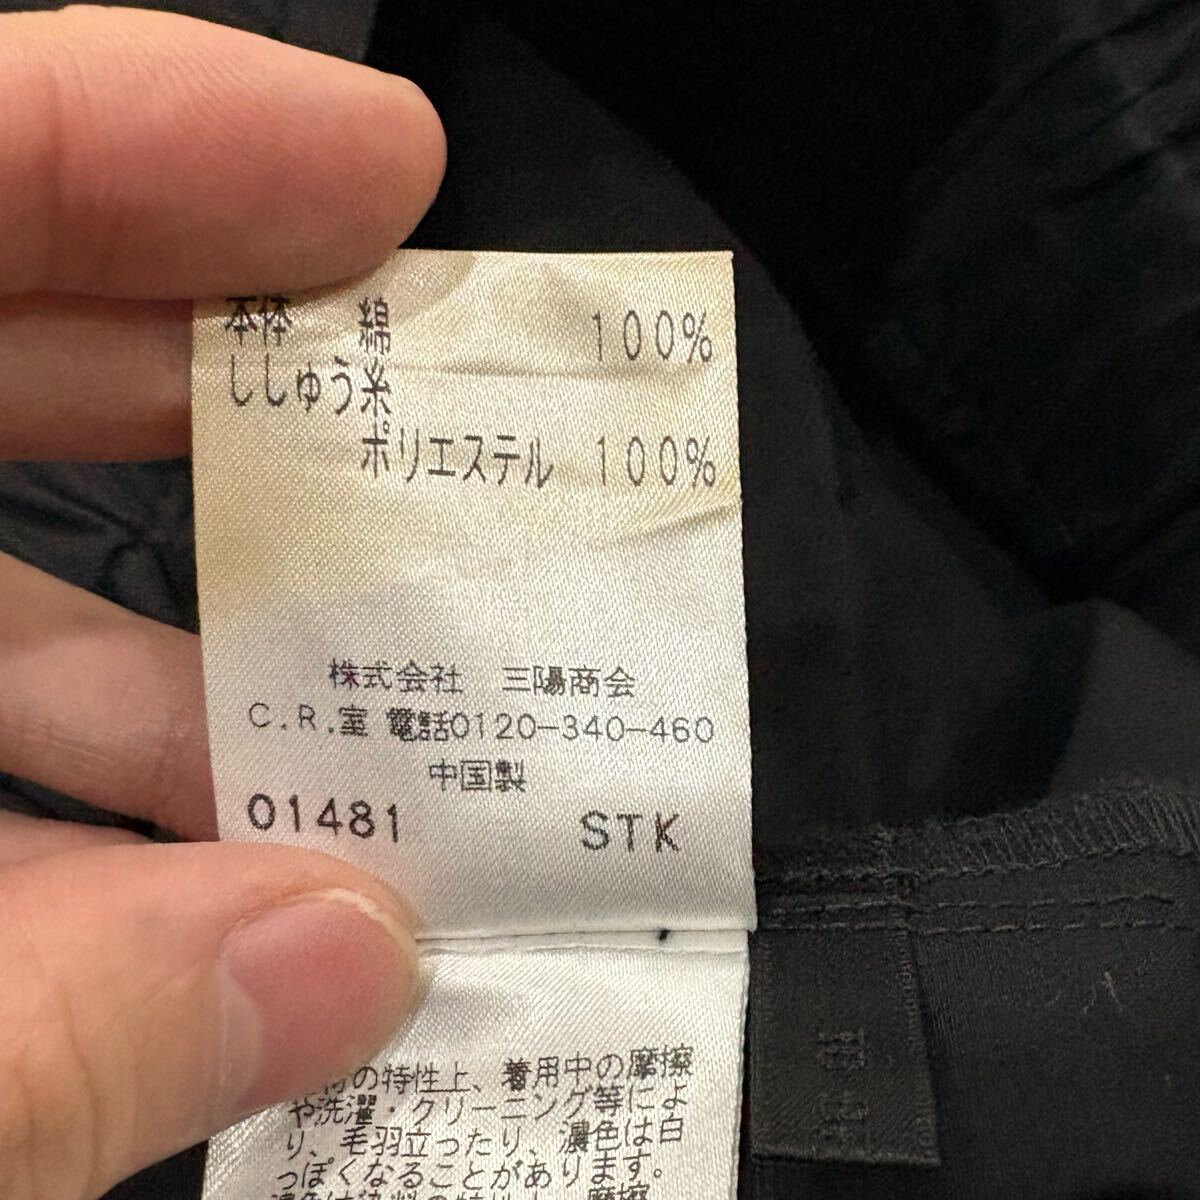 本体 綿 100%
ししゅう糸
ポリエステル 100%
株式会社 三陽商会
C.R.室 電話0120-340-460
中国製
01481 STK
の特性上、着用中の摩擦
や洗濯・クリーニング等によ
り、毛羽立ったり、濃色は白
っぽくなることがあります。